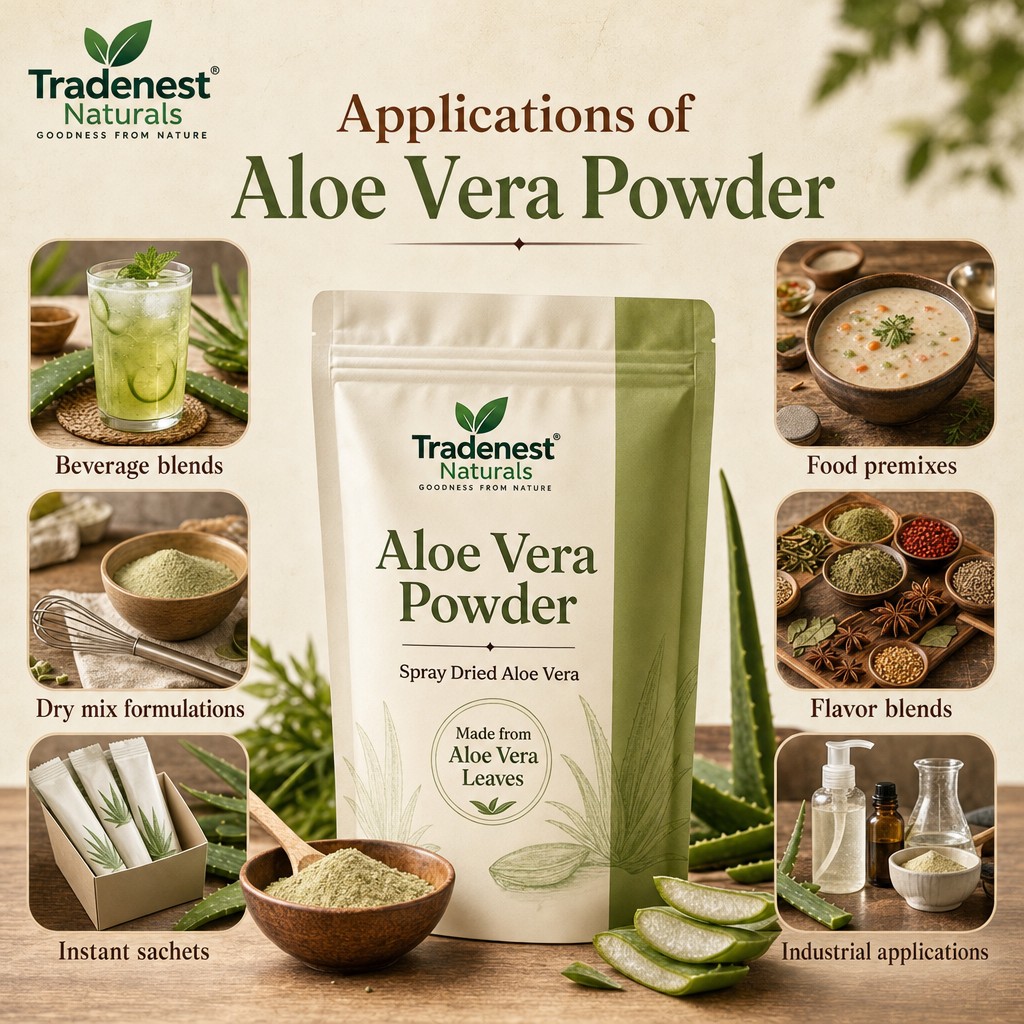 Tradenest®
Naturals
GOODNESS FROM NATURE
Applications of
Aloe Vera Powder
Beverage blends
Dry mix formulations
Instant sachets
Tradenest®
Naturals
GOODNESS FROM NATURE
Aloe Vera
Powder
Spray Dried Aloe Vera
Made from
Aloe Vera
Leaves
Food premixes
Flavor blends
Industrial applications